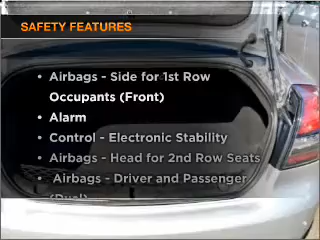 SAFETY FEATURES
• Airbags - Side for 1st Row
Occupants (Front)
• Alarm
• Control - Electronic Stability
• Airbags - Head for 2nd Row Seats
• Airbags - Driver and Passenger
(Dual)